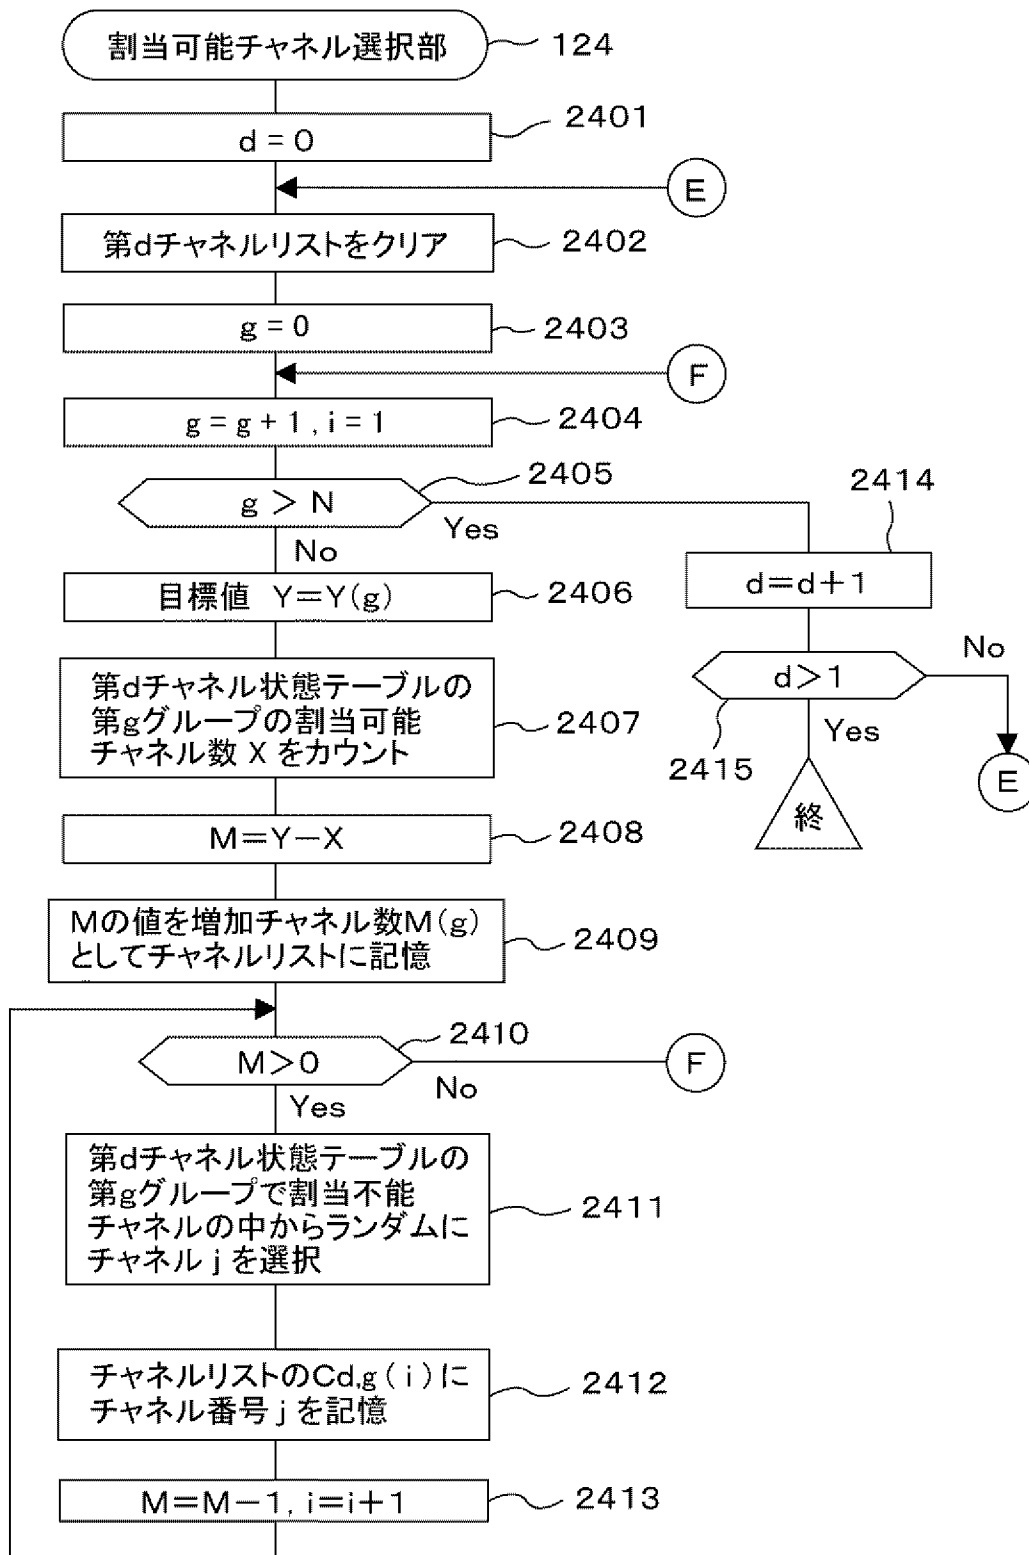 割当可能チャネル選択部
124
d = 0
2401
E
第dチャネルリストをクリア
2402
g = 0
2403
F
g = g + 1 , i = 1
2404
g > N
2405
Yes
No
2414
d=d+1
目標値 Y=Y(g)
2406
d>1
No
Yes
2415
E
終
第dチャネル状態テーブルの
第gグループの割当可能
チャネル数 X をカウント
2407
M=Y-X
2408
Mの値を増加チャネル数M(g)
としてチャネルリストに記憶
2409
M>0
2410
No
F
Yes
第dチャネル状態テーブルの
第gグループで割当不能
チャネルの中からランダムに
チャネル j を選択
2411
チャネルリストのCd,g ( i ) に
チャネル番号 j を記憶
2412
M=M-1, i=i+1
2413